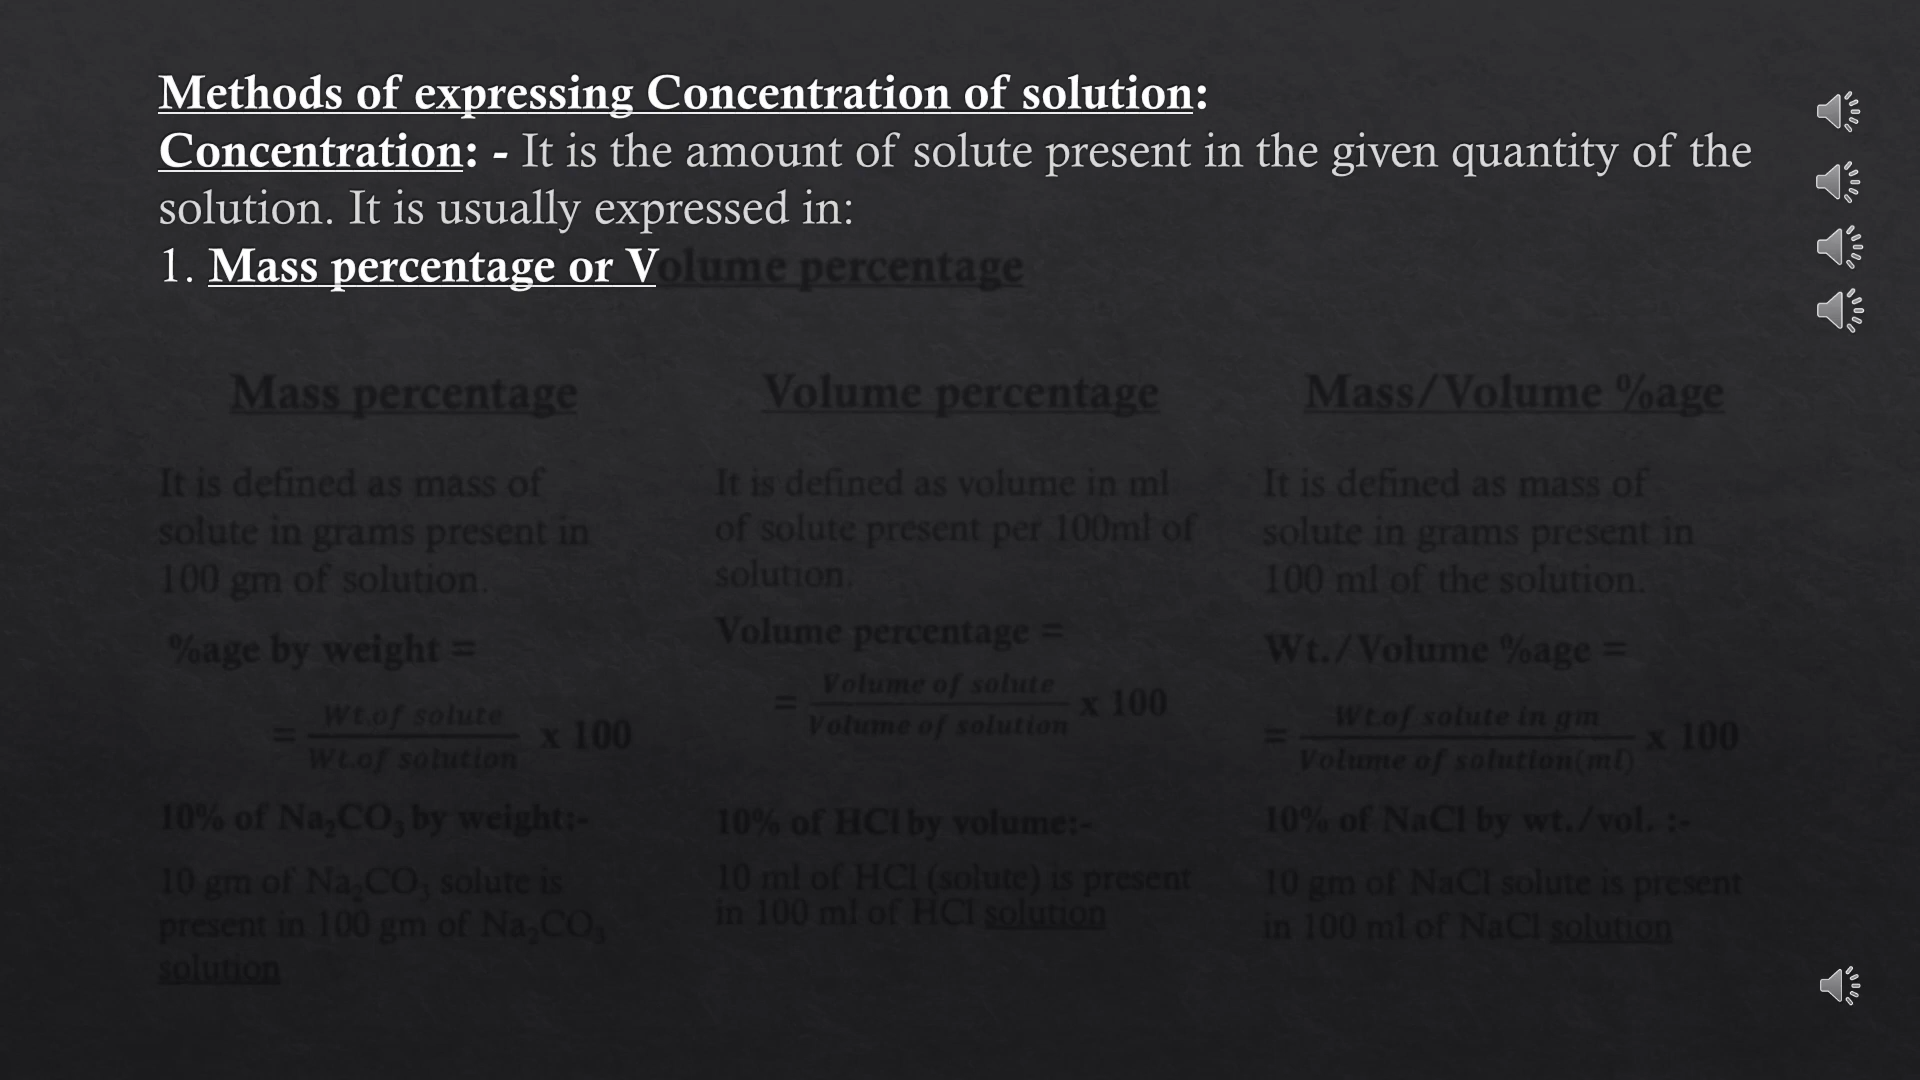 Methods of expressing Concentration of solution:
Concentration: - It is the amount of solute present in the given quantity of the
solution. It is usually expressed in:
1. Mass percentage or Volume percentage
Mass percentage
It is defined as mass of
solute in grams present in
100 gm of solution.
%age by weight =
= Wt.of solute / Wt.of solution x 100
10% of Na₂CO₃ by weight:-
10 gm of Na₂CO₃ solute is
present in 100 gm of Na₂CO₃
solution
Volume percentage
It is defined as volume in ml
of solute present per 100ml of
solution.
Volume percentage =
= Volume of solute / Volume of solution x 100
10% of HCl by volume:-
10 ml of HCl (solute) is present
in 100 ml of HCl solution
Mass/Volume %age
It is defined as mass of
solute in grams present in
100 ml of the solution.
Wt./Volume %age =
= Wt.of solute in gm / Volume of solution(ml) x 100
10% of NaCl by wt./vol. :-
10 gm of NaCl solute is present
in 100 ml of NaCl solution